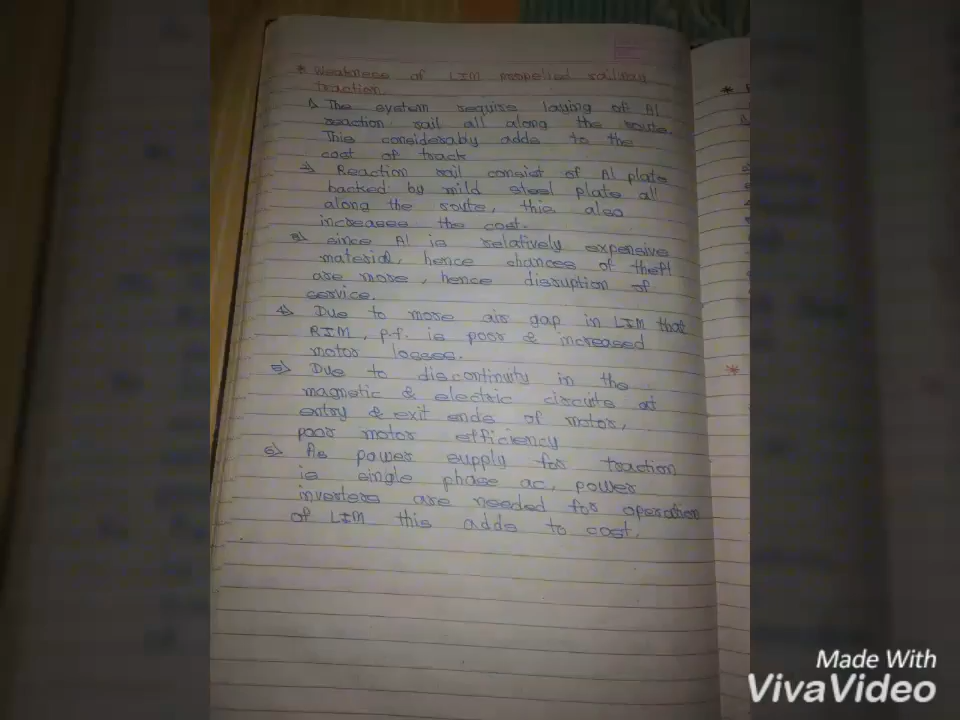 * Weakness of LIM propelled railway
traction.
1) The system require laying of Al
reaction rail all along the route.
This considerably adds to the
cost of track
2) Reaction rail consist of Al plate
backed by mild steel plate all
along the route, this also
increases the cost.
3) since Al is relatively expensive
material, hence chances of theft
are more, hence disruption of
service.
4) Due to more air gap in LIM that
RIM, p.f. is poor & increased
motor losses.
5) Due to discontinuity in the
magnetic & electric circuits at
entry & exit ends of motor,
poor motor efficiency
6) As power supply for traction
is single phase ac, power
inverters are needed for operation
of LIM this adds to cost.
Made With
VivaVideo